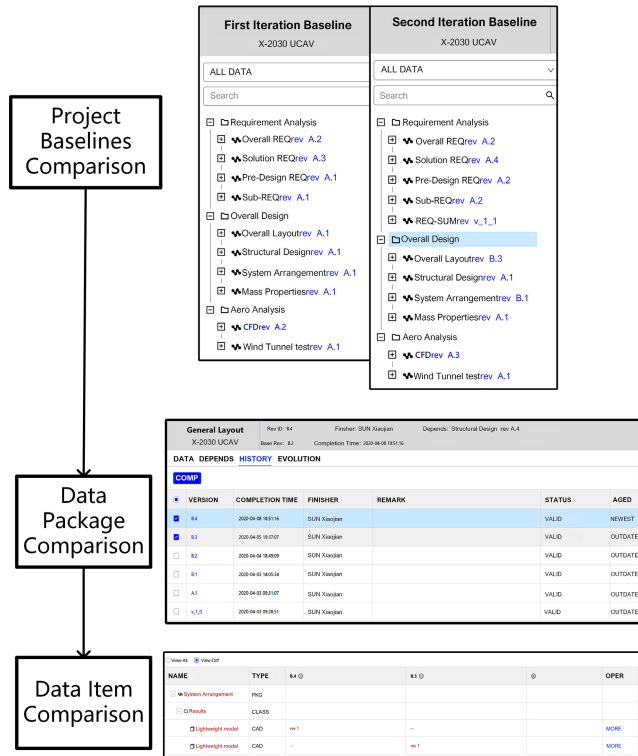 Project
Baselines
Comparison
First Iteration Baseline
X-2030 UCAV
ALL DATA
Search
Requirement Analysis
Overall REQrev A.2
Solution REQrev A.3
Pre-Design REQrev A.1
Sub-REQrev A.1
Overall Design
Overall Layoutrev A.1
Structural Designrev A.1
System Arrangementrev A.1
Mass Propertiesrev A.1
Aero Analysis
CFDrev A.2
Wind Tunnel testrev A.1
Second Iteration Baseline
X-2030 UCAV
ALL DATA
Search
Requirement Analysis
Overall REQrev A.2
Solution REQrev A.4
Pre-Design REQrev A.2
Sub-REQrev A.2
REQ-SUMrev v_1_1
Overall Design
Overall Layoutrev B.3
Structural Designrev A.1
System Arrangementrev B.1
Mass Propertiesrev A.1
Aero Analysis
CFDrev A.3
Wind Tunnel testrev A.1
Data
Package
Comparison
General Layout Rev ID: B.4 Finsher: SUN Xiaojian Depends: Structural Design rev A.4
X-2030 UCAV Base Rev: B.2 Completion Time: 2020-04-08 18:51:16
DATA DEPENDS HISTORY EVOLUTION
COMP
VERSION COMPLETION TIME FINISHER REMARK STATUS AGED
B.4 2020-04-08 18:51:16 SUN Xiaojian VALID NEWEST
B.3 2020-04-05 19:37:07 SUN Xiaojian VALID OUTDATE
B.2 2020-04-04 18:49:09 SUN Xiaojian VALID OUTDATE
B.1 2020-04-03 14:05:34 SUN Xiaojian VALID OUTDATE
A.1 2020-04-03 09:31:07 SUN Xiaojian VALID OUTDATE
v_1_0 2020-04-03 09:28:51 SUN Xiaojian VALID OUTDATE
Data Item
Comparison
View-All View-Diff
NAME TYPE B.4 B.3 OPER
System Arrangement PKG
Results CLASS
Lightweight model CAD rev 1 -- MORE
Lightweight model CAD -- rev 1 MORE